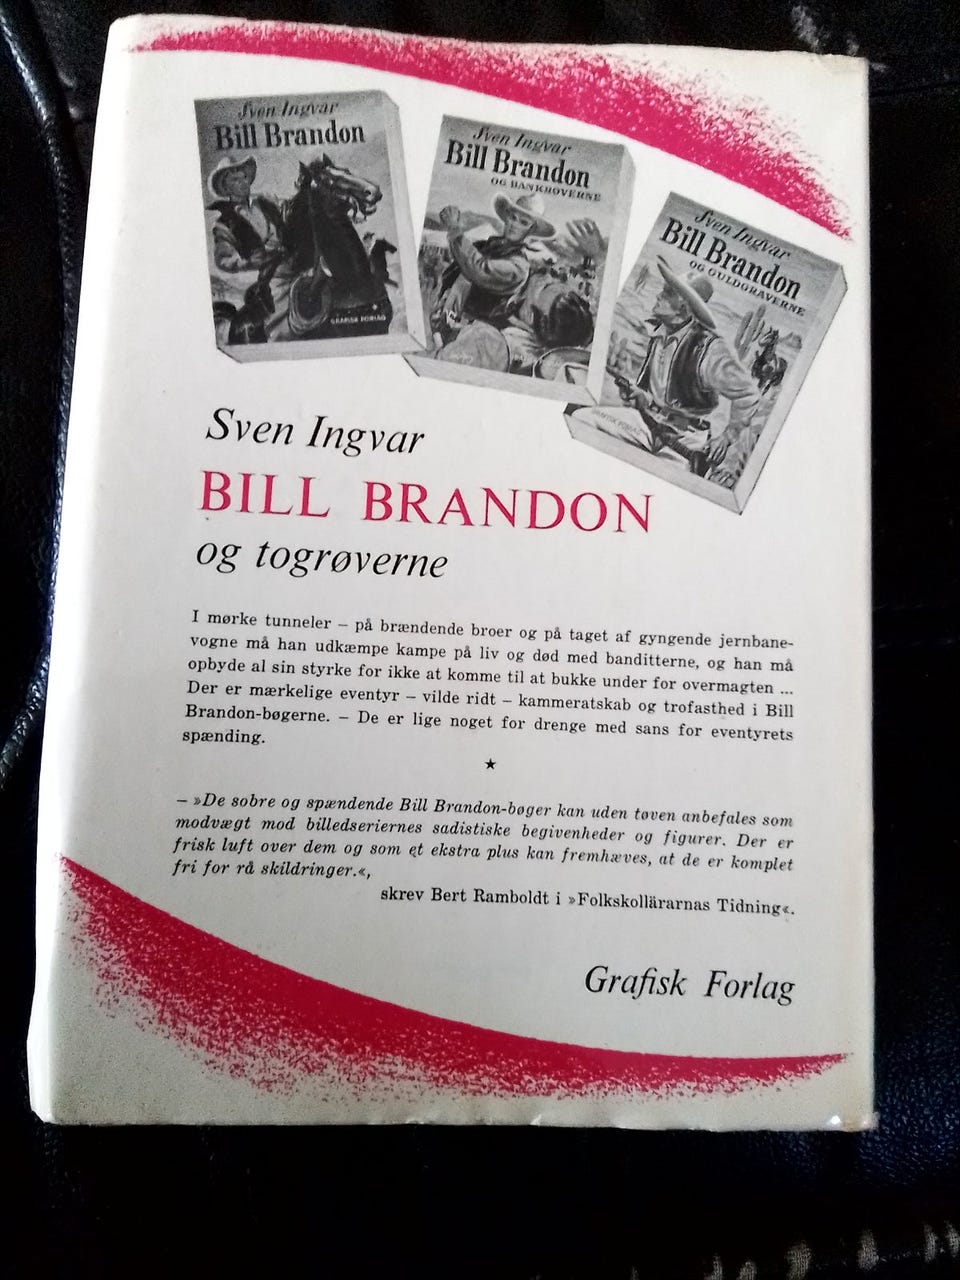 Sven Ingvar
Bill Brandon
GRAFISK FORLAG
Sven Ingvar
Bill Brandon
OG BANKRØVERNE
Sven Ingvar
Bill Brandon
OG GULDGRAVERNE
GRAFISK FORLAG
Sven Ingvar
BILL BRANDON
og togrøverne
I mørke tunneler – på brændende broer og på taget af gyngende jernbane-
vogne må han udkæmpe kampe på liv og død med banditterne, og han må
opbyde al sin styrke for ikke at komme til at bukke under for overmagten ...
Der er mærkelige eventyr – vilde ridt – kammeratskab og trofasthed i Bill
Brandon-bøgerne. – De er lige noget for drenge med sans for eventyrets
spænding.
★
– »De sobre og spændende Bill Brandon-bøger kan uden tøven anbefales som
modvægt mod billedseriernes sadistiske begivenheder og figurer. Der er
frisk luft over dem og som et ekstra plus kan fremhæves, at de er komplet
fri for rå skildringer.«,
skrev Bert Ramboldt i »Folkskollärarnas Tidning«.
Grafisk Forlag